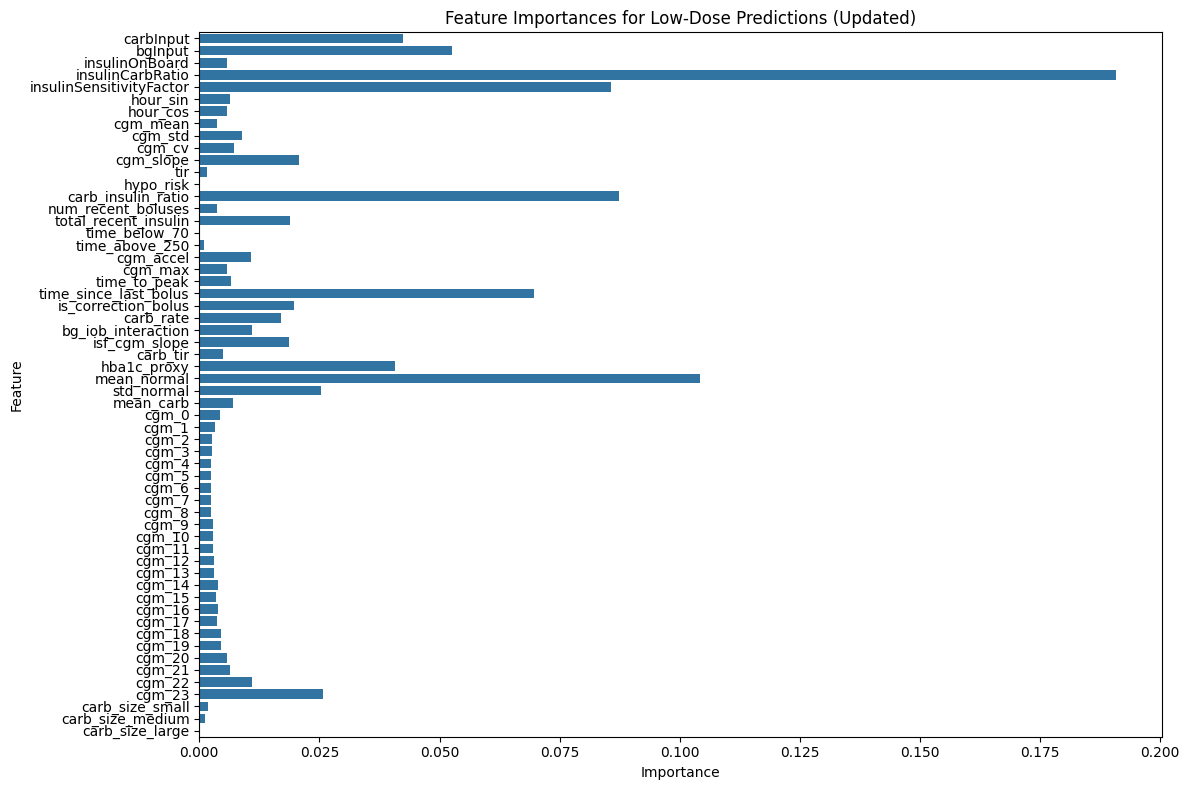 Feature Importances for Low-Dose Predictions (Updated)
carbInput
bgInput
insulinOnBoard
insulinCarbRatio
insulinSensitivityFactor
hour_sin
hour_cos
cgm_mean
cgm_std
cgm_cv
cgm_slope
tir
hypo_risk
carb_insulin_ratio
num_recent_boluses
total_recent_insulin
time_below_70
time_above_250
cgm_accel
cgm_max
time_to_peak
time_since_last_bolus
is_correction_bolus
carb_rate
bg_iob_interaction
isf_cgm_slope
carb_tir
hba1c_proxy
mean_normal
std_normal
mean_carb
cgm_0
cgm_1
cgm_2
cgm_3
cgm_4
cgm_5
cgm_6
cgm_7
cgm_8
cgm_9
cgm_10
cgm_11
cgm_12
cgm_13
cgm_14
cgm_15
cgm_16
cgm_17
cgm_18
cgm_19
cgm_20
cgm_21
cgm_22
cgm_23
carb_size_small
carb_size_medium
carb_size_large
Feature
0.000 0.025 0.050 0.075 0.100 0.125 0.150 0.175 0.200
Importance